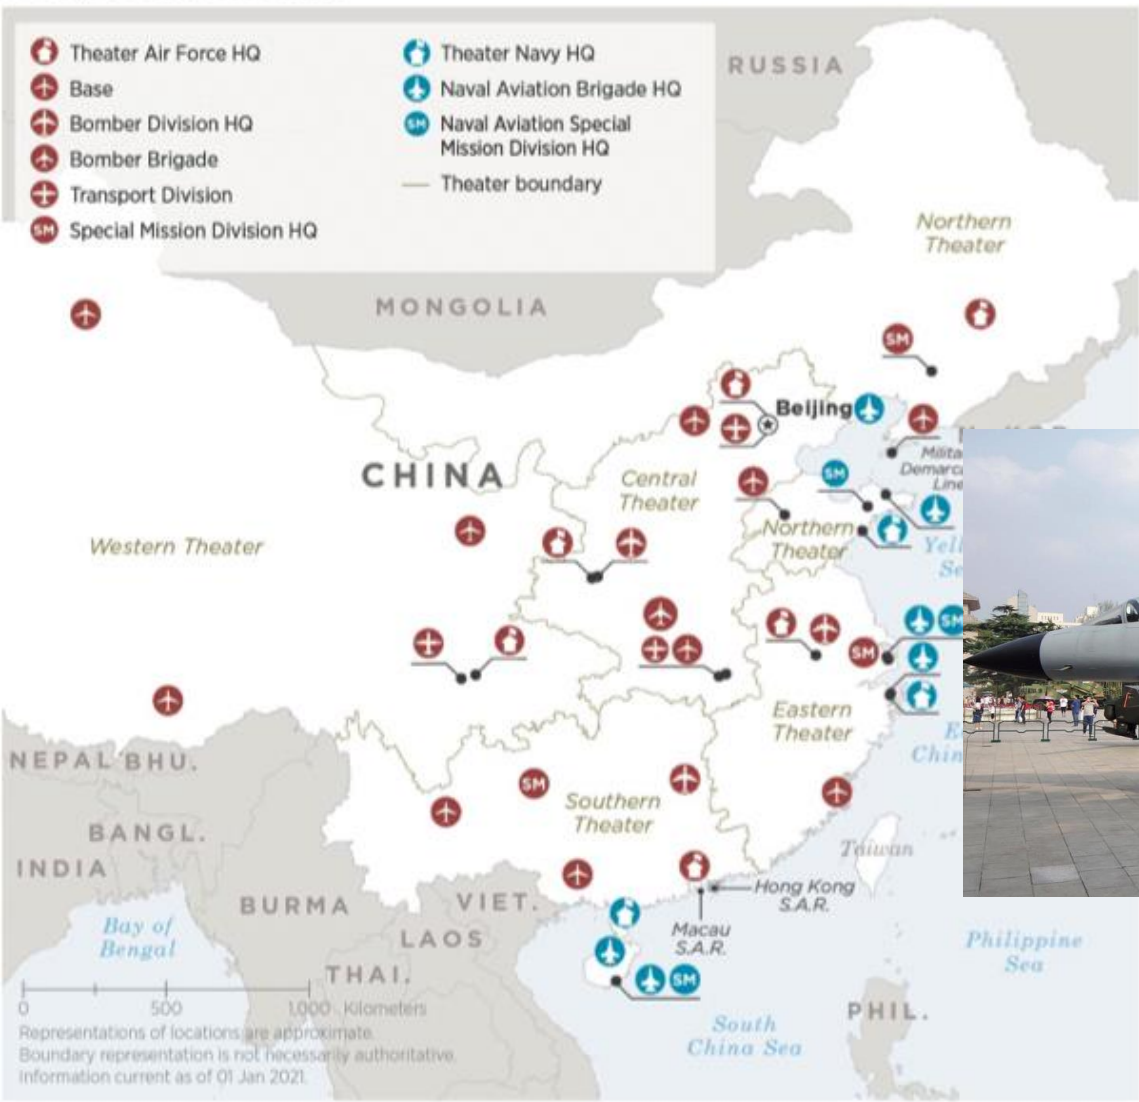 Theater Air Force HQ
Base
Bomber Division HQ
Bomber Brigade
Transport Division
SM Special Mission Division HQ
Theater Navy HQ
Naval Aviation Brigade HQ
SM Naval Aviation Special
Mission Division HQ
Theater boundary
RUSSIA
Northern
Theater
MONGOLIA
SM
Beijing
CHINA
Central
Theater
SM
Line
Western Theater
Northern
Theater
SM
SM
Eastern
Theater
NEPAL
BHU.
SM
Southern
Theater
BANGL.
INDIA
Taiwan
BURMA
VIET.
Hong Kong
S.A.R.
Bay of
Bengal
LAOS
Macau
S.A.R.
Philippine
Sea
THAI.
SM
0 500 1,000 Kilometers
PHIL.
South
China Sea
Representations of locations are approximate.
Boundary representation is not necessarily authoritative.
Information current as of 01 Jan 2021.